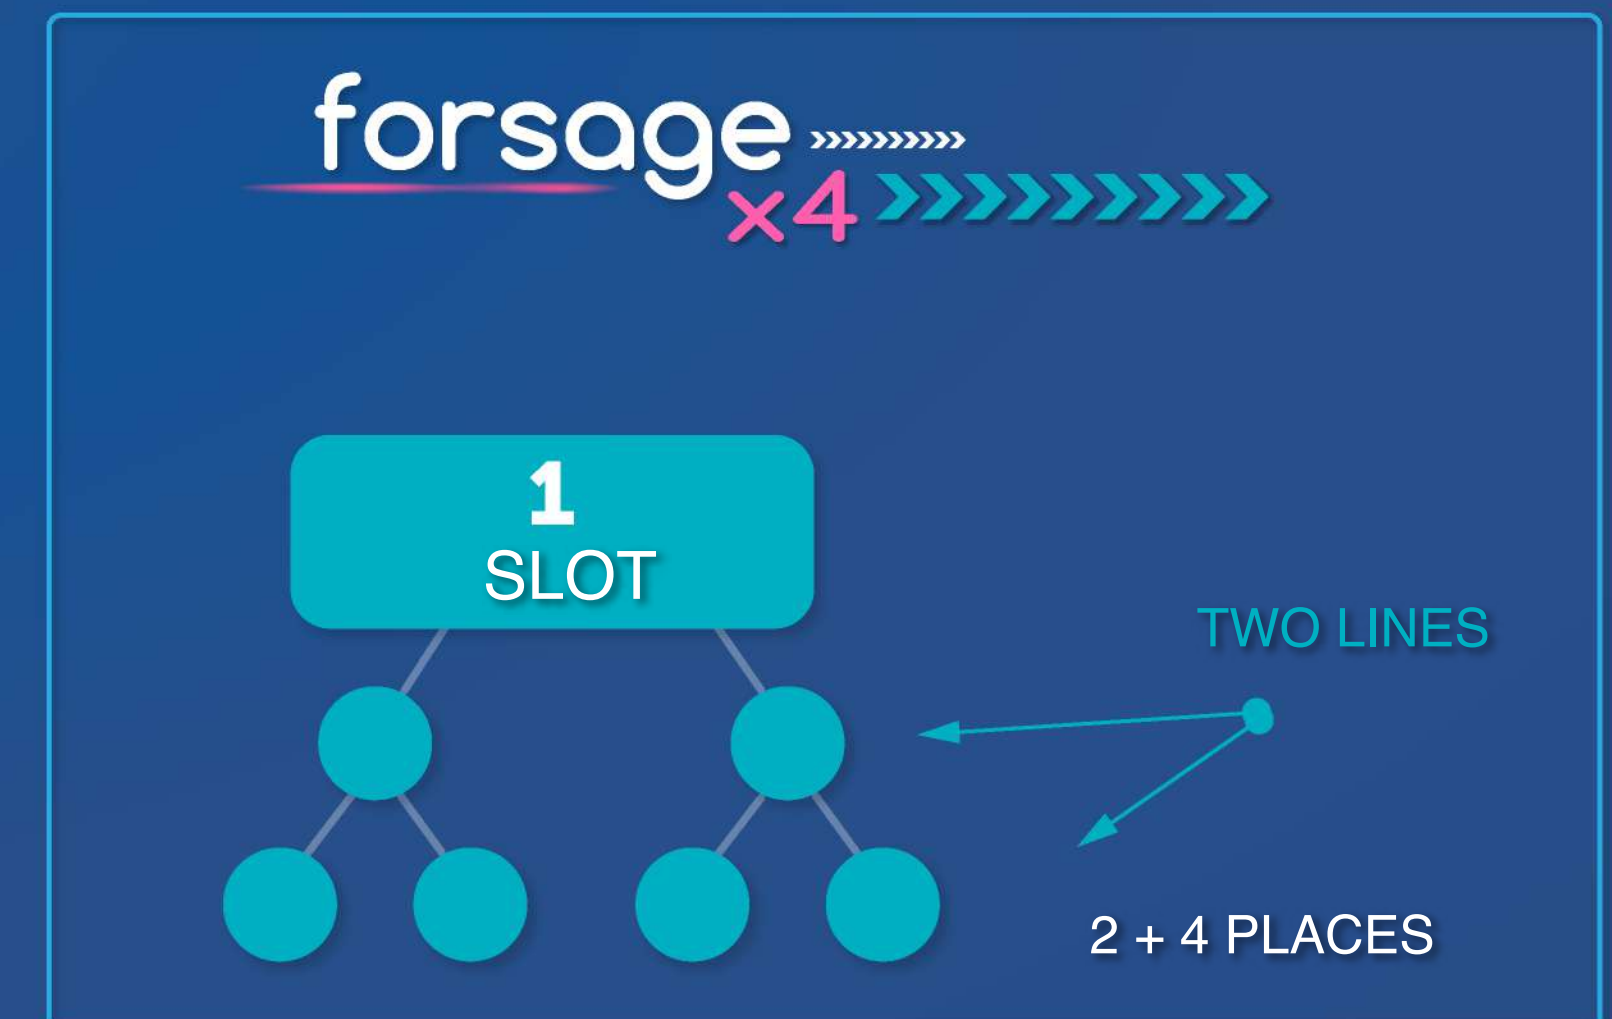 forsage
x4
1
SLOT
TWO LINES
2 + 4 PLACES